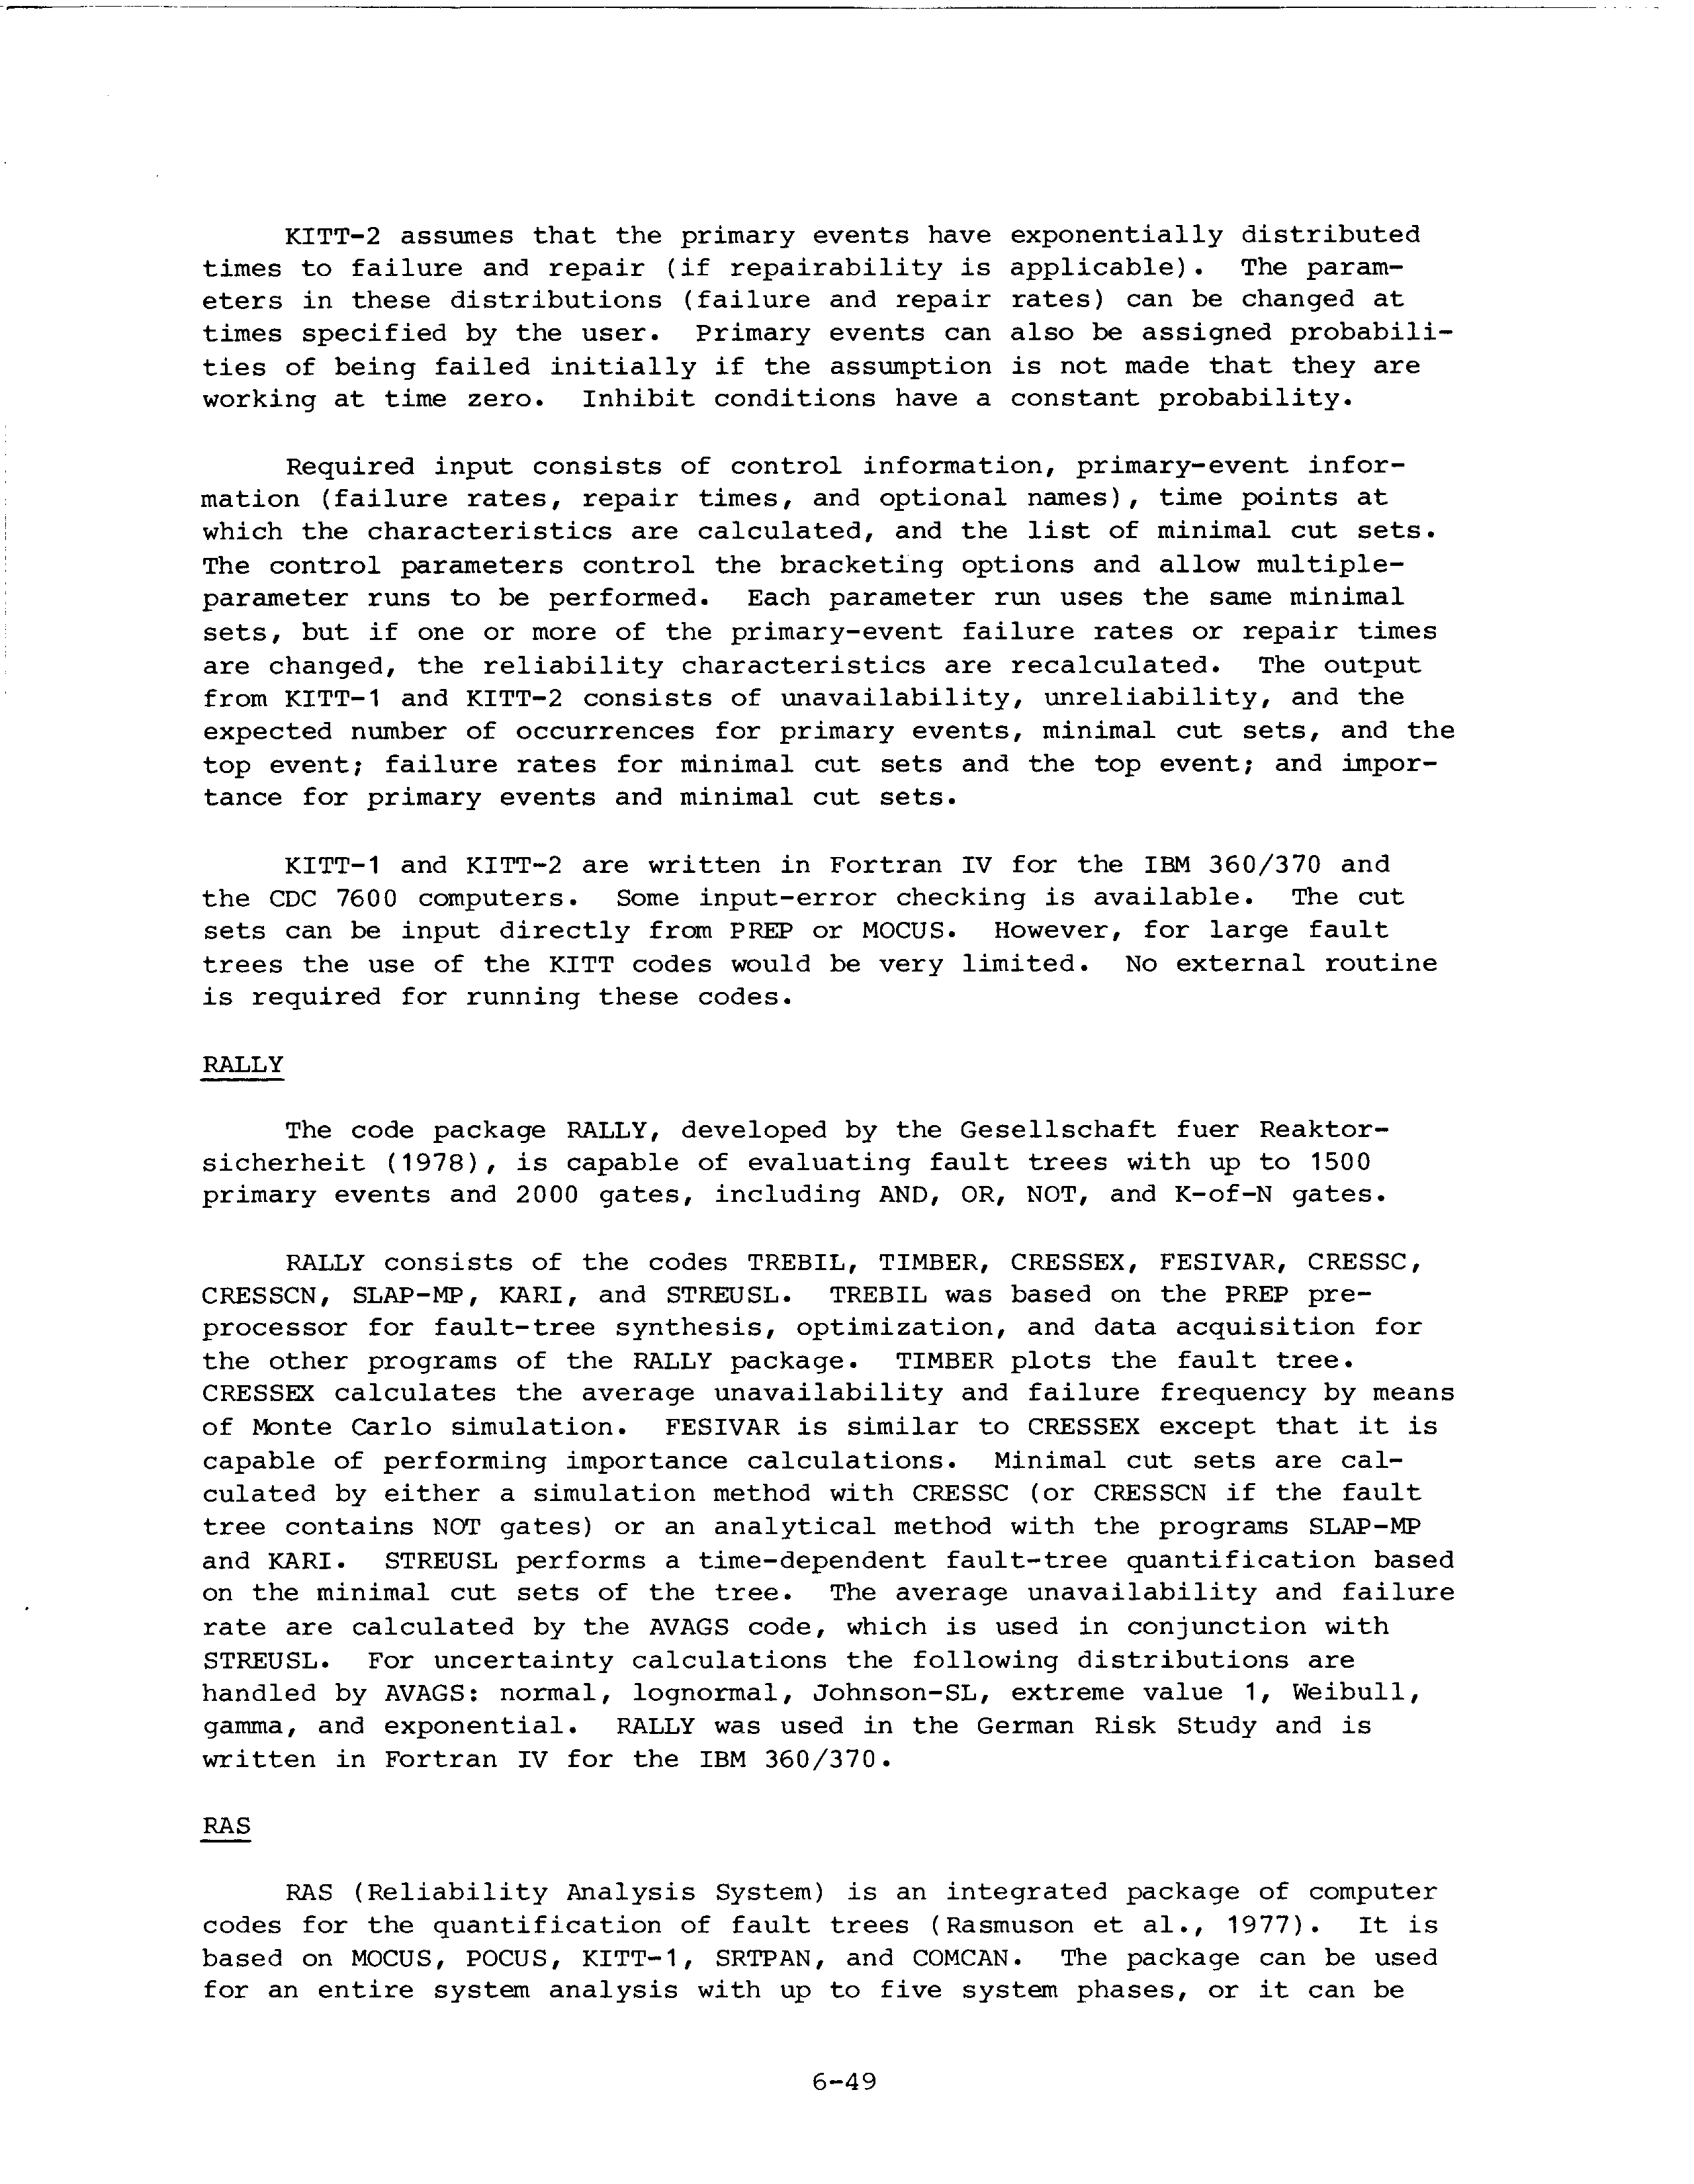 KITT-2 assumes that the primary events have exponentially distributed
times to failure and repair (if repairability is applicable). The param-
eters in these distributions (failure and repair rates) can be changed at
times specified by the user. Primary events can also be assigned probabili-
ties of being failed initially if the assumption is not made that they are
working at time zero. Inhibit conditions have a constant probability.
Required input consists of control information, primary-event infor-
mation (failure rates, repair times, and optional names), time points at
which the characteristics are calculated, and the list of minimal cut sets.
The control parameters control the bracketing options and allow multiple-
parameter runs to be performed. Each parameter run uses the same minimal
sets, but if one or more of the primary-event failure rates or repair times
are changed, the reliability characteristics are recalculated. The output
from KITT-1 and KITT-2 consists of unavailability, unreliability, and the
expected number of occurrences for primary events, minimal cut sets, and the
top event; failure rates for minimal cut sets and the top event; and impor-
tance for primary events and minimal cut sets.
KITT-1 and KITT-2 are written in Fortran IV for the IBM 360/370 and
the CDC 7600 computers. Some input-error checking is available. The cut
sets can be input directly from PREP or MOCUS. However, for large fault
trees the use of the KITT codes would be very limited. No external routine
is required for running these codes.
RALLY
The code package RALLY, developed by the Gesellschaft fuer Reaktor-
sicherheit (1978), is capable of evaluating fault trees with up to 1500
primary events and 2000 gates, including AND, OR, NOT, and K-of-N gates.
RALLY consists of the codes TREBIL, TIMBER, CRESSEX, FESIVAR, CRESSC,
CRESSCN, SLAP-MP, KARI, and STREUSL. TREBIL was based on the PREP pre-
processor for fault-tree synthesis, optimization, and data acquisition for
the other programs of the RALLY package. TIMBER plots the fault tree.
CRESSEX calculates the average unavailability and failure frequency by means
of Monte Carlo simulation. FESIVAR is similar to CRESSEX except that it is
capable of performing importance calculations. Minimal cut sets are cal-
culated by either a simulation method with CRESSC (or CRESSCN if the fault
tree contains NOT gates) or an analytical method with the programs SLAP-MP
and KARI. STREUSL performs a time-dependent fault-tree quantification based
on the minimal cut sets of the tree. The average unavailability and failure
rate are calculated by the AVAGS code, which is used in conjunction with
STREUSL. For uncertainty calculations the following distributions are
handled by AVAGS: normal, lognormal, Johnson-SL, extreme value 1, Weibull,
gamma, and exponential. RALLY was used in the German Risk Study and is
written in Fortran IV for the IBM 360/370.
RAS
RAS (Reliability Analysis System) is an integrated package of computer
codes for the quantification of fault trees (Rasmuson et al., 1977). It is
based on MOCUS, POCUS, KITT-1, SRTPAN, and COMCAN. The package can be used
for an entire system analysis with up to five system phases, or it can be
6-49